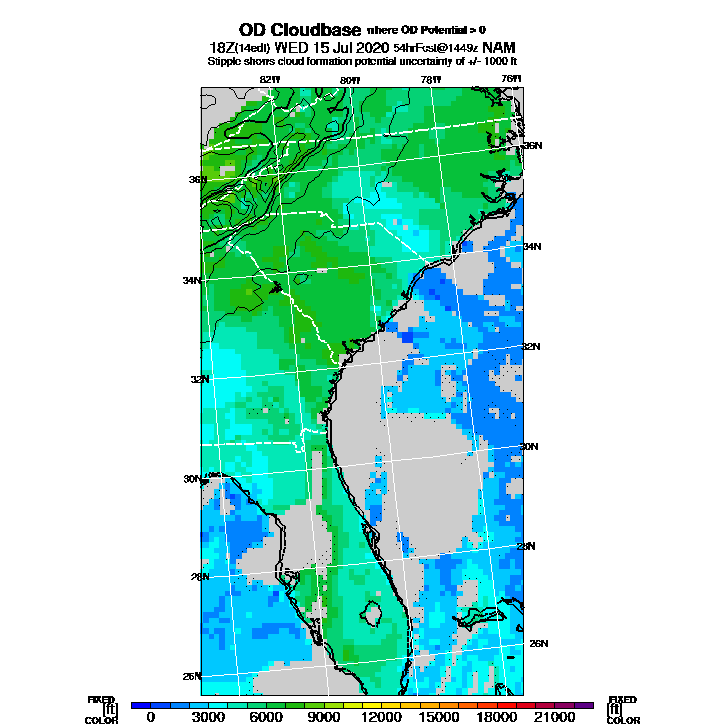 OD Cloudbase where OD Potential > 0
18Z(14edt) WED 15 Jul 2020 54hrFcst@1449z NAM
Stipple shows cloud formation potential uncertainty of +/- 1000 ft
82W 80W 78W 76W
36N
36N
34N
34N
32N
32N
30N
30N
28N
28N
26N
26N
FIXED FIXED
[ft] 0 3000 6000 9000 12000 15000 18000 21000 [ft]
COLOR COLOR